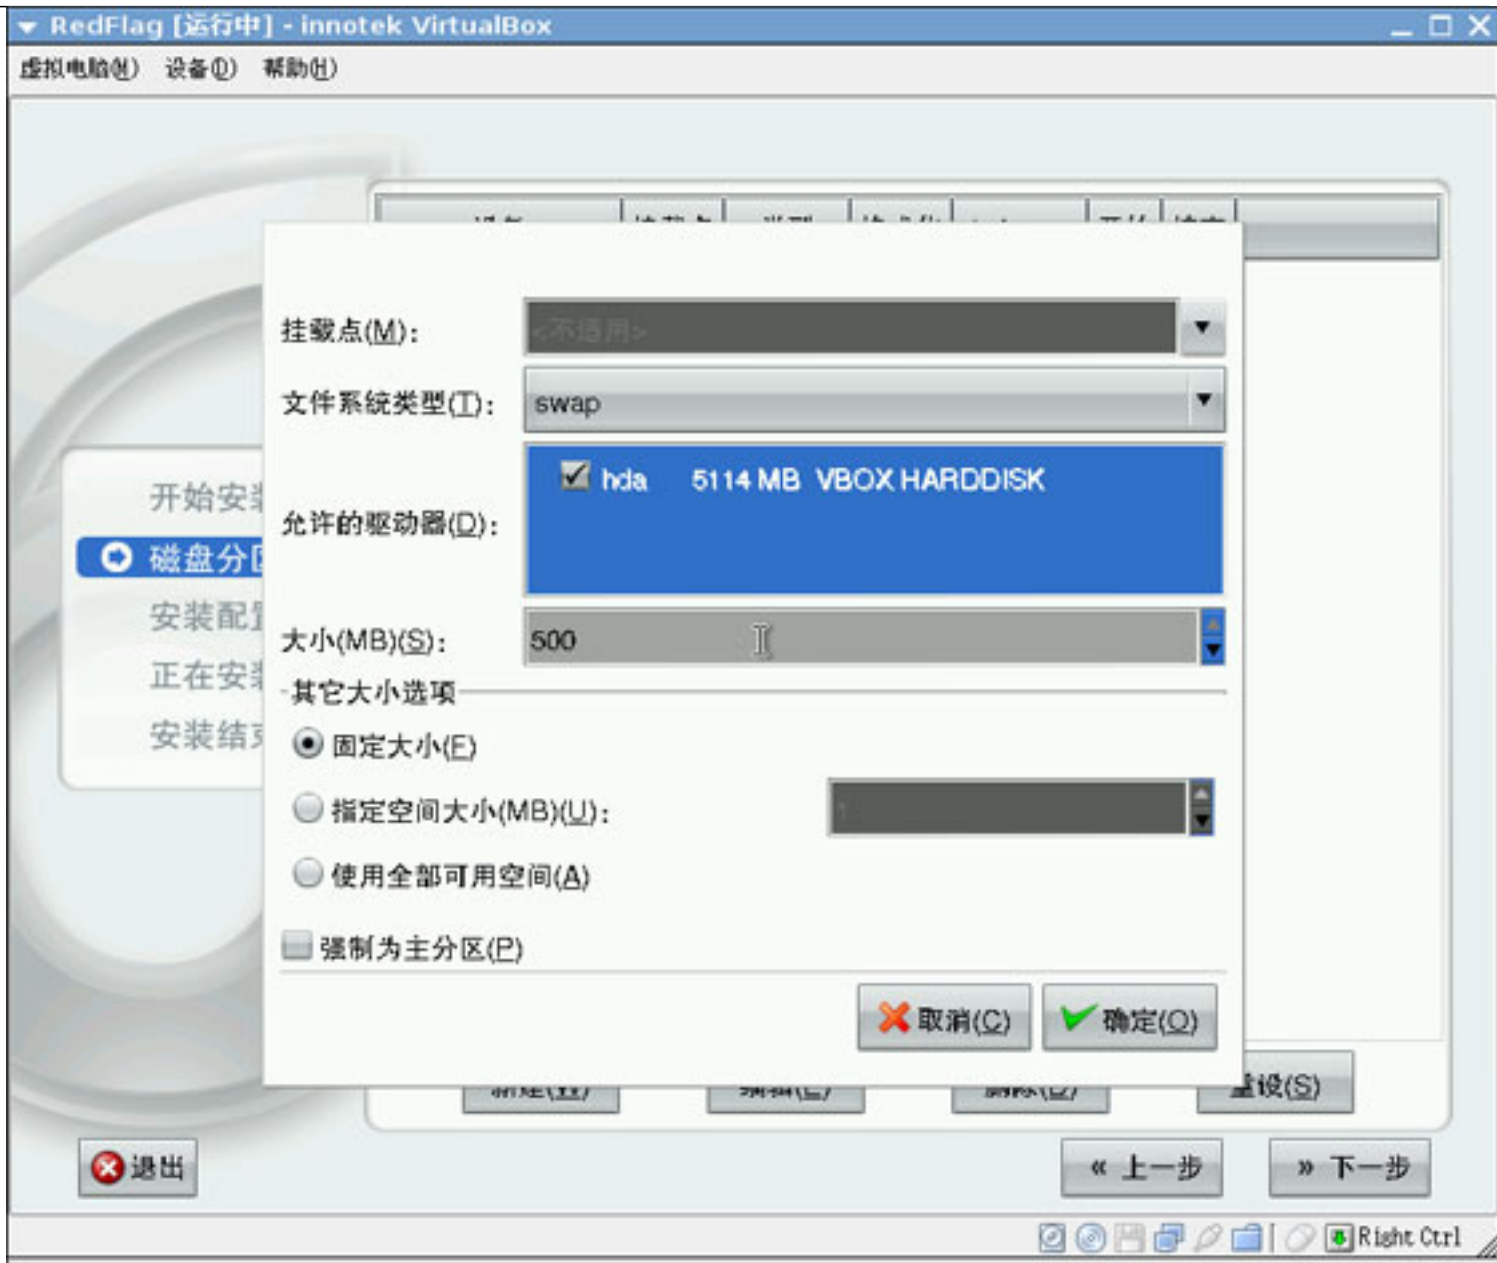 RedFlag [运行中] - innotek VirtualBox
虚拟电脑(M) 设备(D) 帮助(H)
挂载点(M):
<不适用>
文件系统类型(T):
swap
开始安
允许的驱动器(D):
hda 5114 MB VBOX HARDDISK
磁盘分
安装配
大小(MB)(S):
500
正在安
其它大小选项
安装结
固定大小(F)
指定空间大小(MB)(U):
1
使用全部可用空间(A)
强制为主分区(P)
取消(C) 确定(O)
重设(S)
退出
« 上一步 » 下一步
Right Ctrl